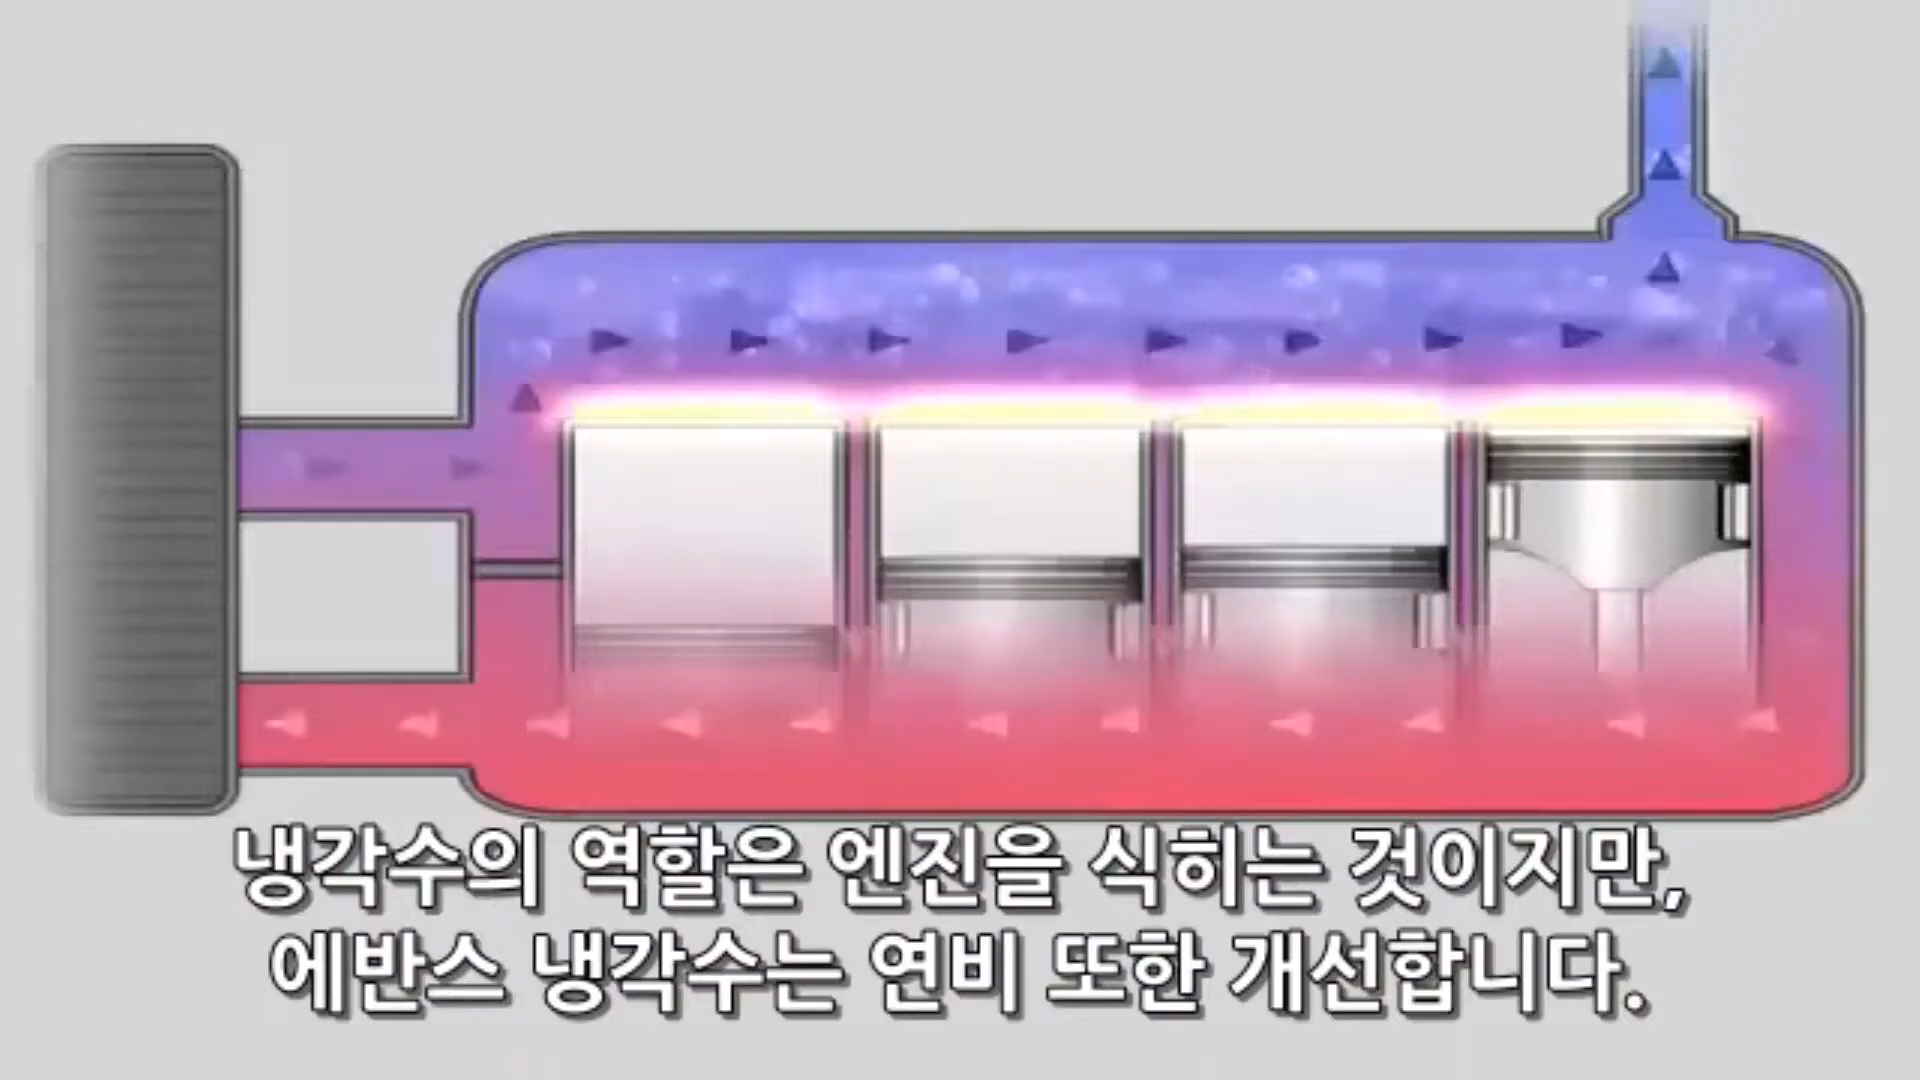 냉각수의 역할은 엔진을 식히는 것이지만,
에반스 냉각수는 연비 또한 개선합니다.